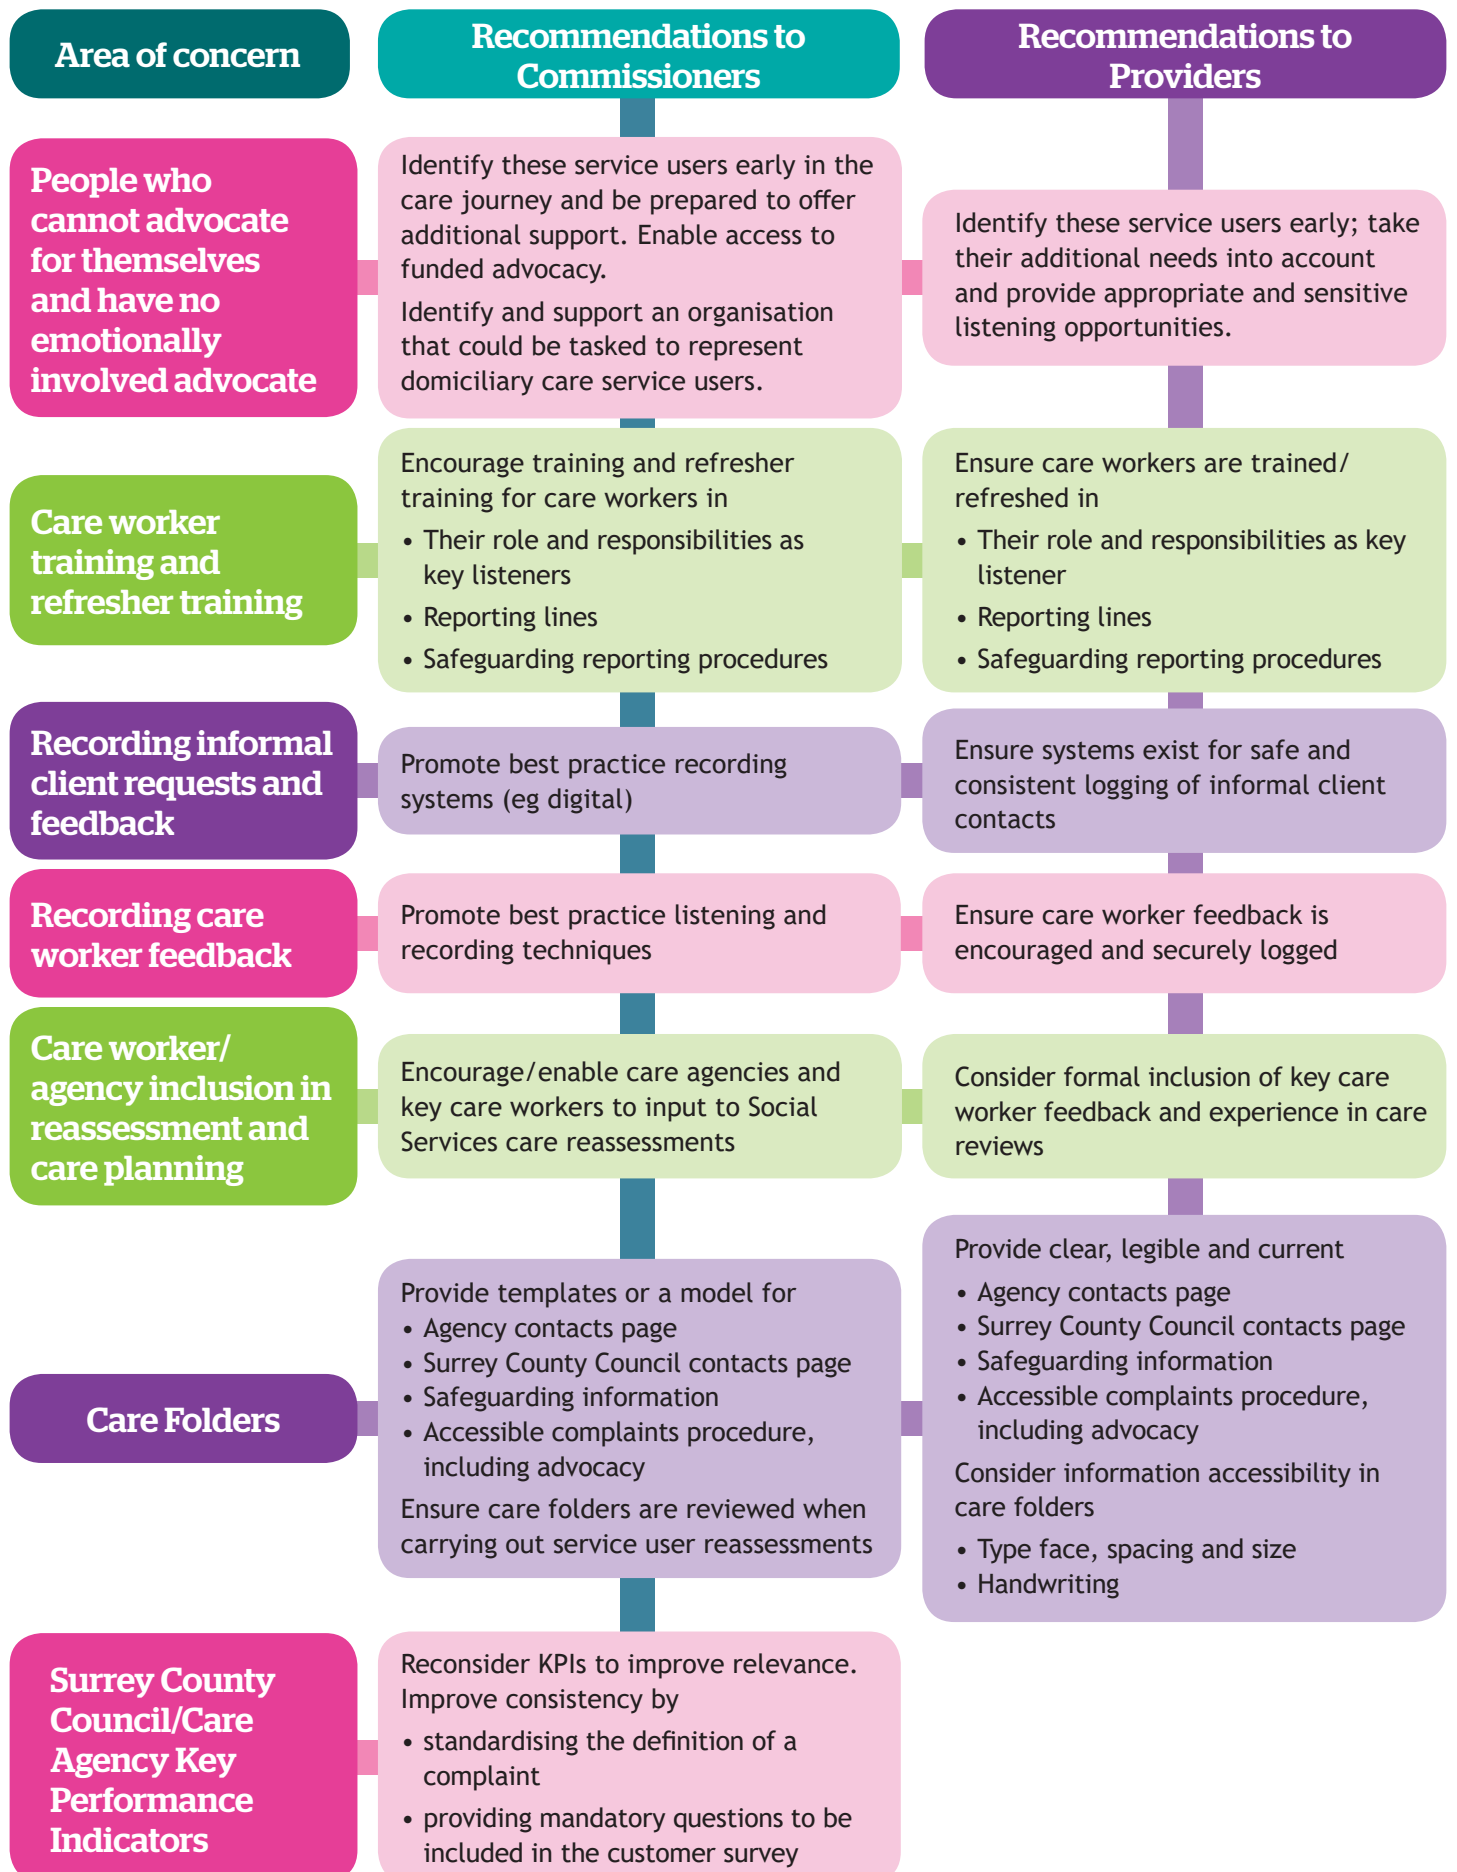 Area of concern
Recommendations to
Commissioners
Recommendations to
Providers
People who
cannot advocate
for themselves
and have no
emotionally
involved advocate
Identify these service users early in the
care journey and be prepared to offer
additional support. Enable access to
funded advocacy.
Identify and support an organisation
that could be tasked to represent
domiciliary care service users.
Identify these service users early; take
their additional needs into account
and provide appropriate and sensitive
listening opportunities.
Care worker
training and
refresher training
Encourage training and refresher
training for care workers in
• Their role and responsibilities as
key listeners
• Reporting lines
• Safeguarding reporting procedures
Ensure care workers are trained/
refreshed in
• Their role and responsibilities as key
listener
• Reporting lines
• Safeguarding reporting procedures
Recording informal
client requests and
feedback
Promote best practice recording
systems (eg digital)
Ensure systems exist for safe and
consistent logging of informal client
contacts
Recording care
worker feedback
Promote best practice listening and
recording techniques
Ensure care worker feedback is
encouraged and securely logged
Care worker/
agency inclusion in
reassessment and
care planning
Encourage/enable care agencies and
key care workers to input to Social
Services care reassessments
Consider formal inclusion of key care
worker feedback and experience in care
reviews
Care Folders
Provide templates or a model for
• Agency contacts page
• Surrey County Council contacts page
• Safeguarding information
• Accessible complaints procedure,
including advocacy
Ensure care folders are reviewed when
carrying out service user reassessments
Provide clear, legible and current
• Agency contacts page
• Surrey County Council contacts page
• Safeguarding information
• Accessible complaints procedure,
including advocacy
Consider information accessibility in
care folders
• Type face, spacing and size
• Handwriting
Surrey County
Council/Care
Agency Key
Performance
Indicators
Reconsider KPIs to improve relevance.
Improve consistency by
• standardising the definition of a
complaint
• providing mandatory questions to be
included in the customer survey